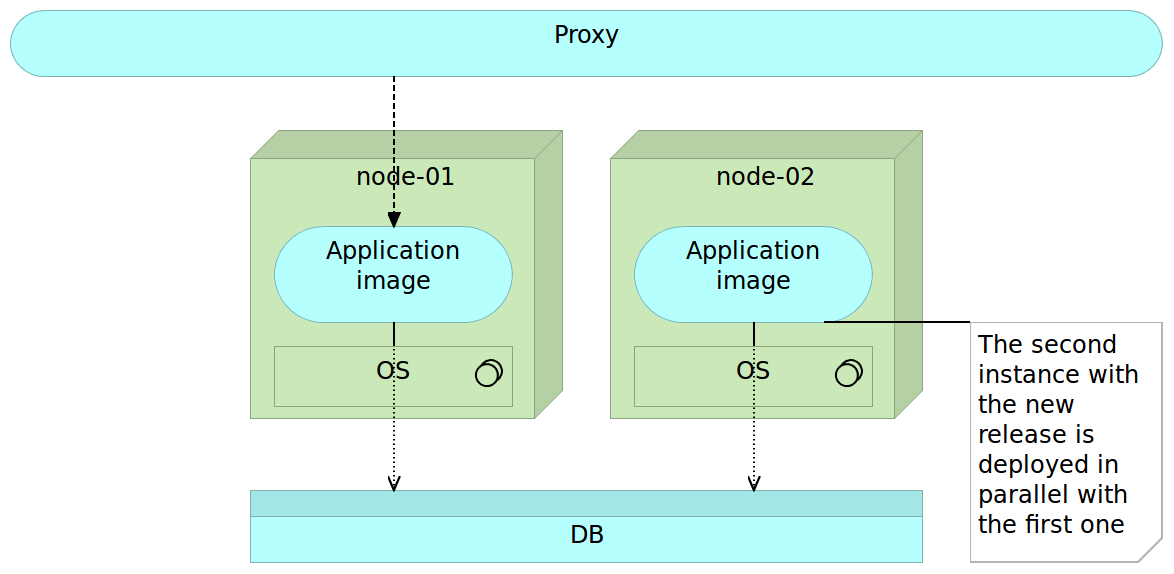 Proxy
node-01
node-02
Application
image
Application
image
OS
OS
The second
instance with
the new
release is
deployed in
parallel with
the first one
DB